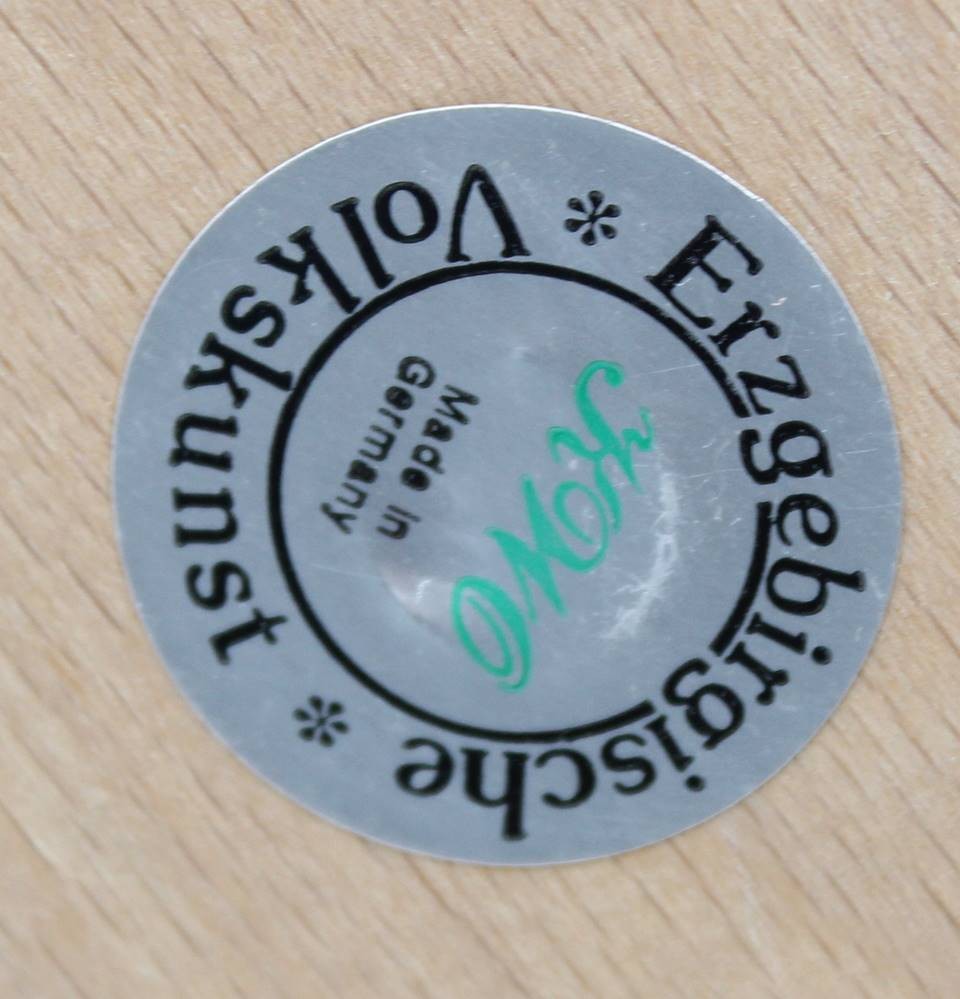 * Erzgebirgische *
Volkskunst
Made in
Germany